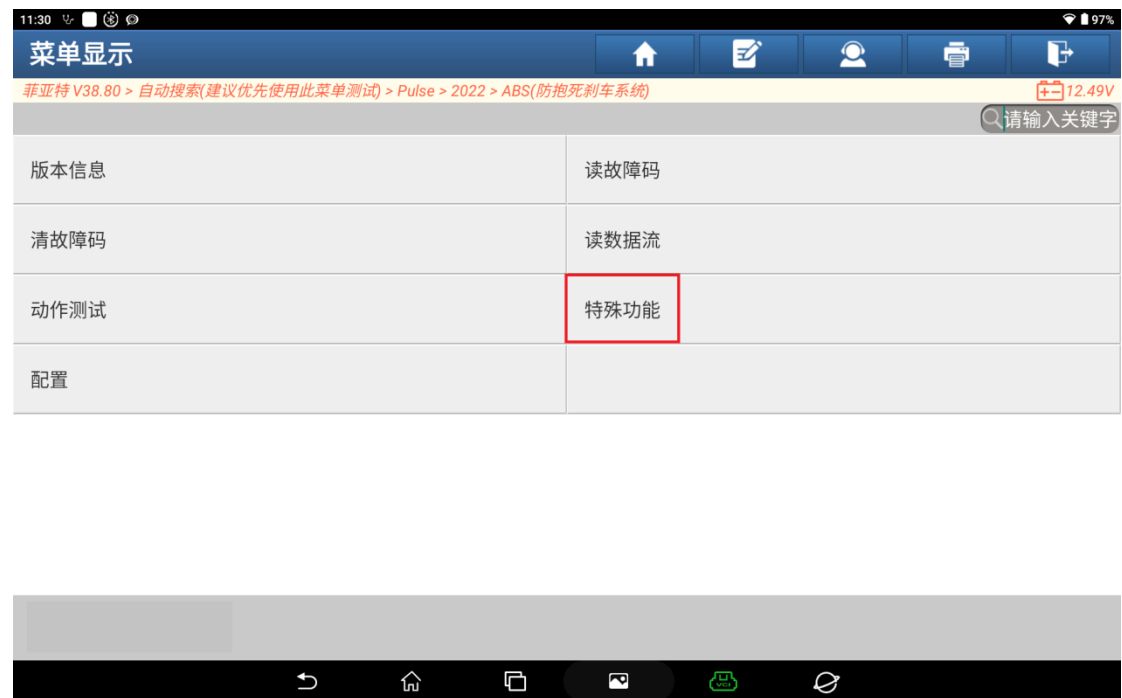 11:30 97%
菜单显示
菲亚特 V38.80 > 自动搜索(建议优先使用此菜单测试) > Pulse > 2022 > ABS(防抱死刹车系统) 12.49V
请输入关键字
版本信息 读故障码
清故障码 读数据流
动作测试 特殊功能
配置
VCI